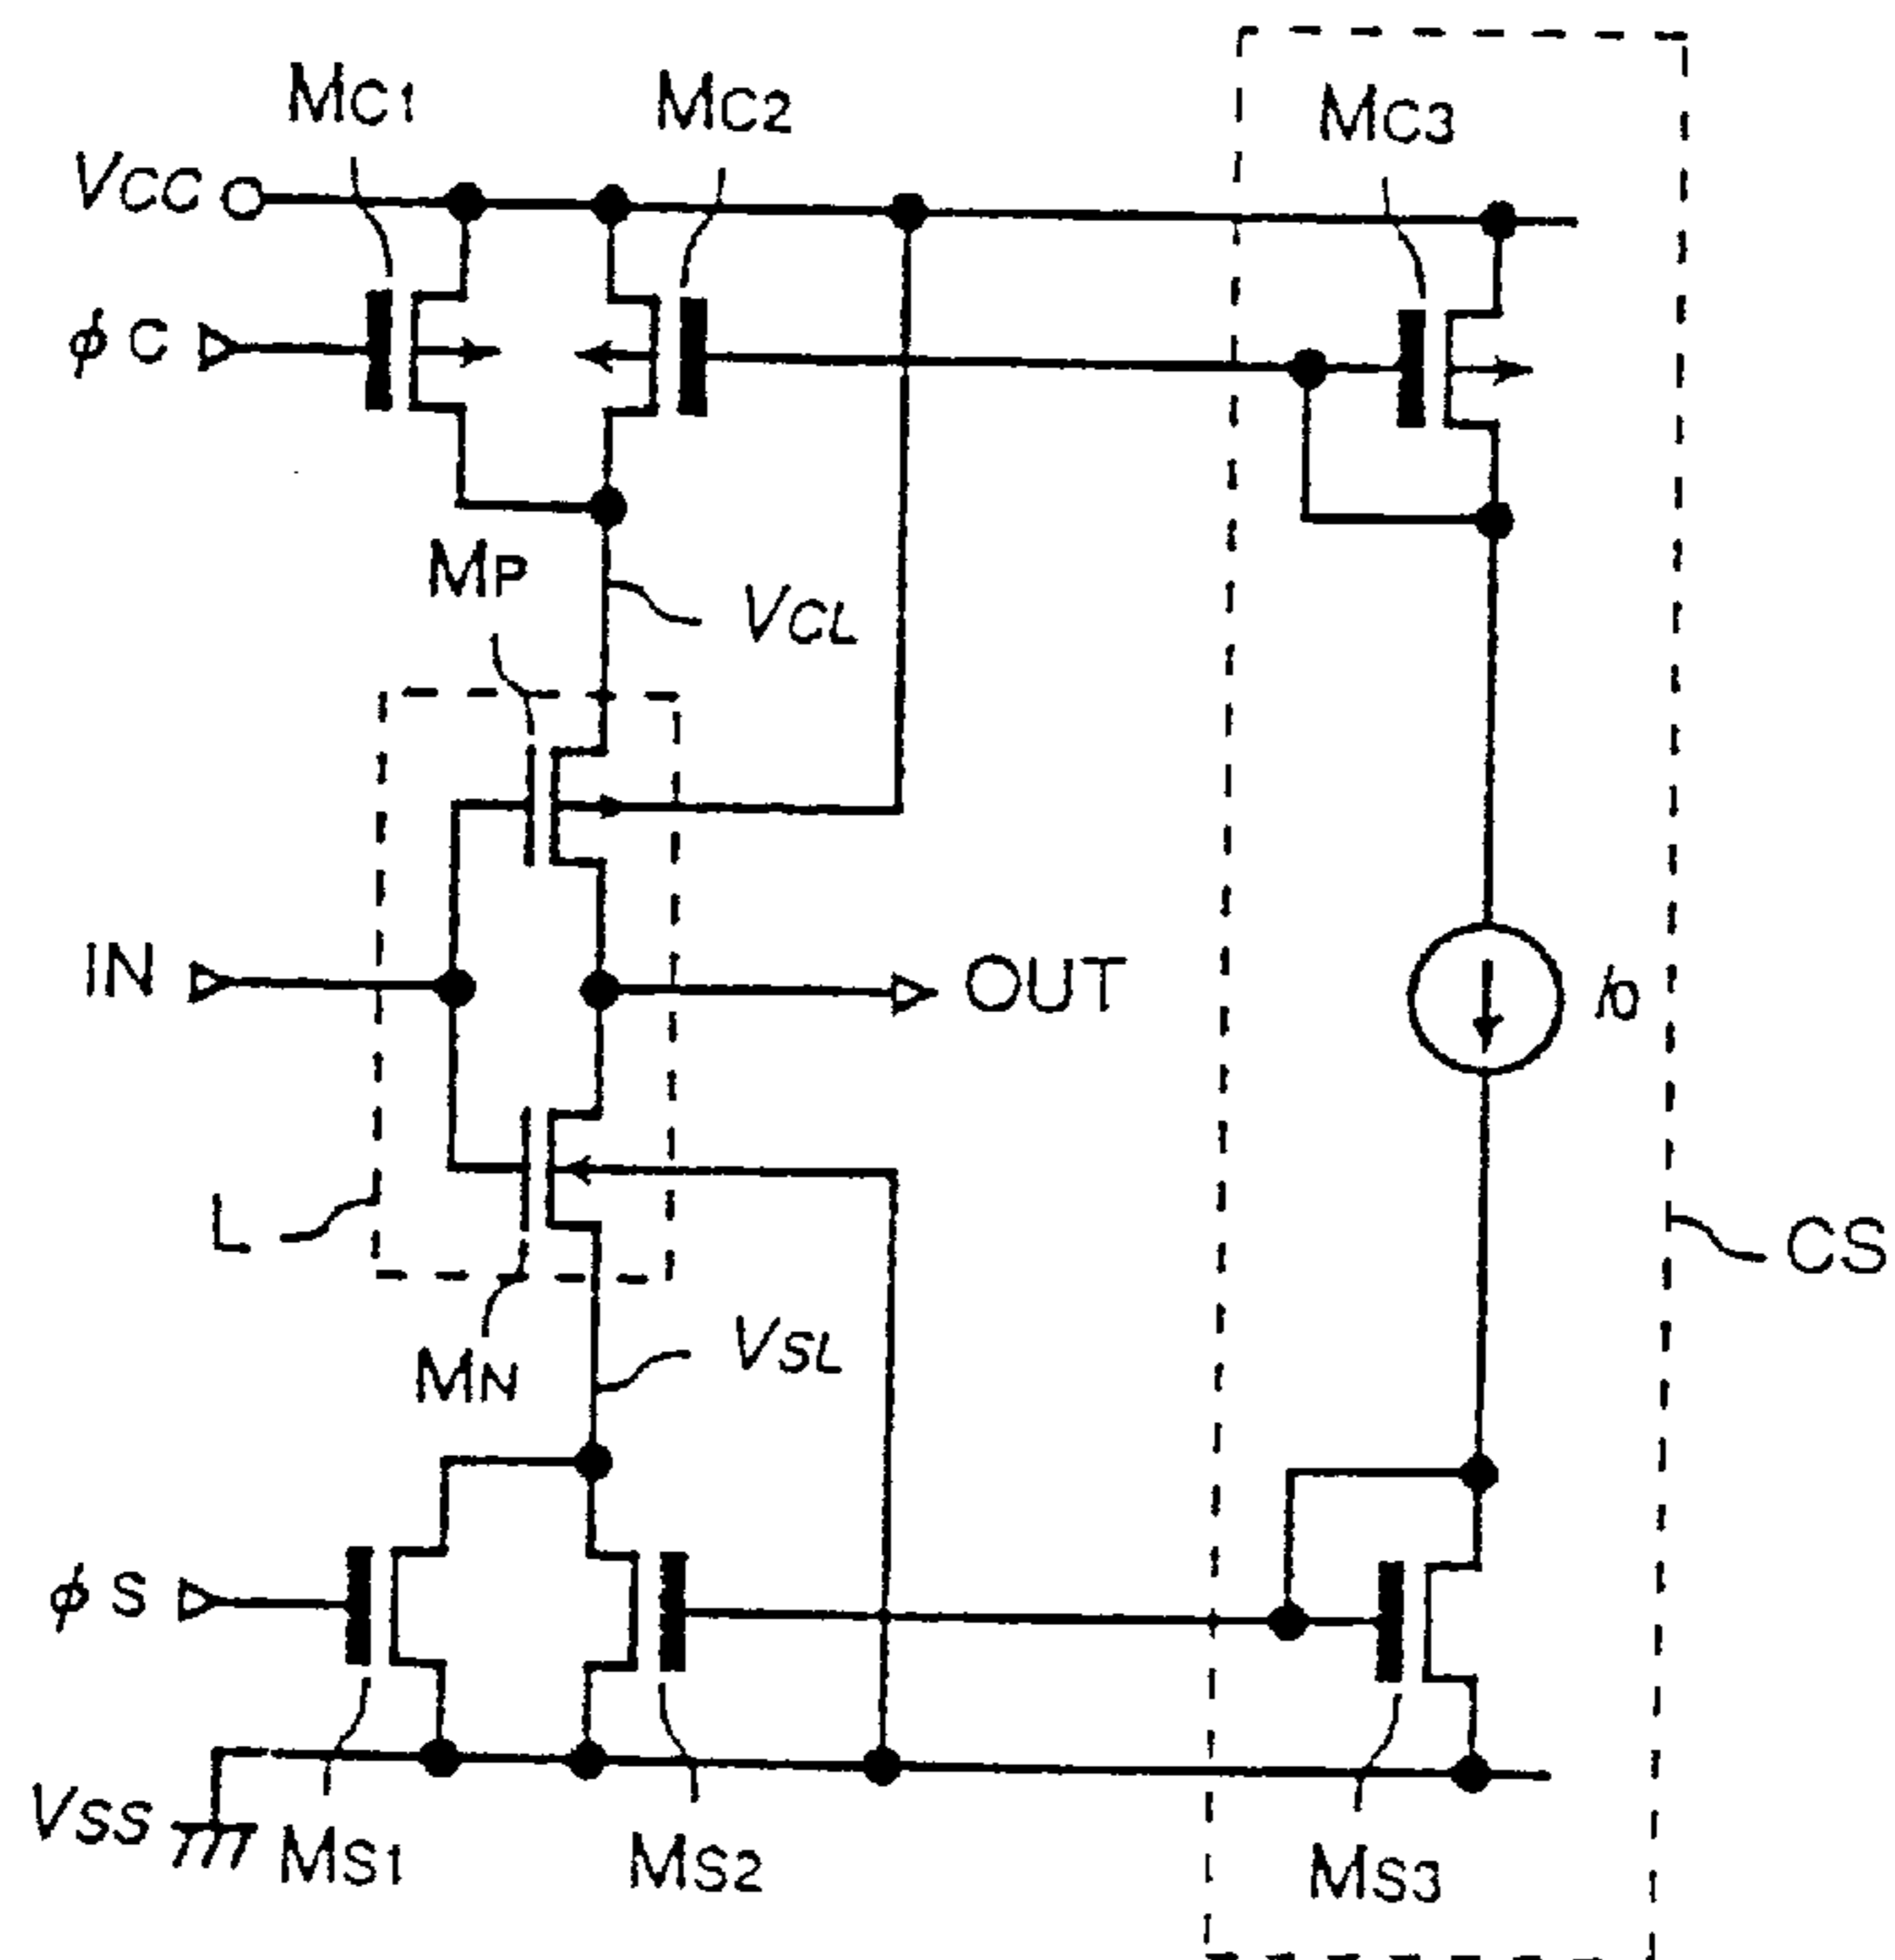 MC1
MC2
MC3
VCC
ϕC
MP
VCL
IN
OUT
I0
L
CS
MN
VSL
ϕS
VSS
MS1
MS2
MS3